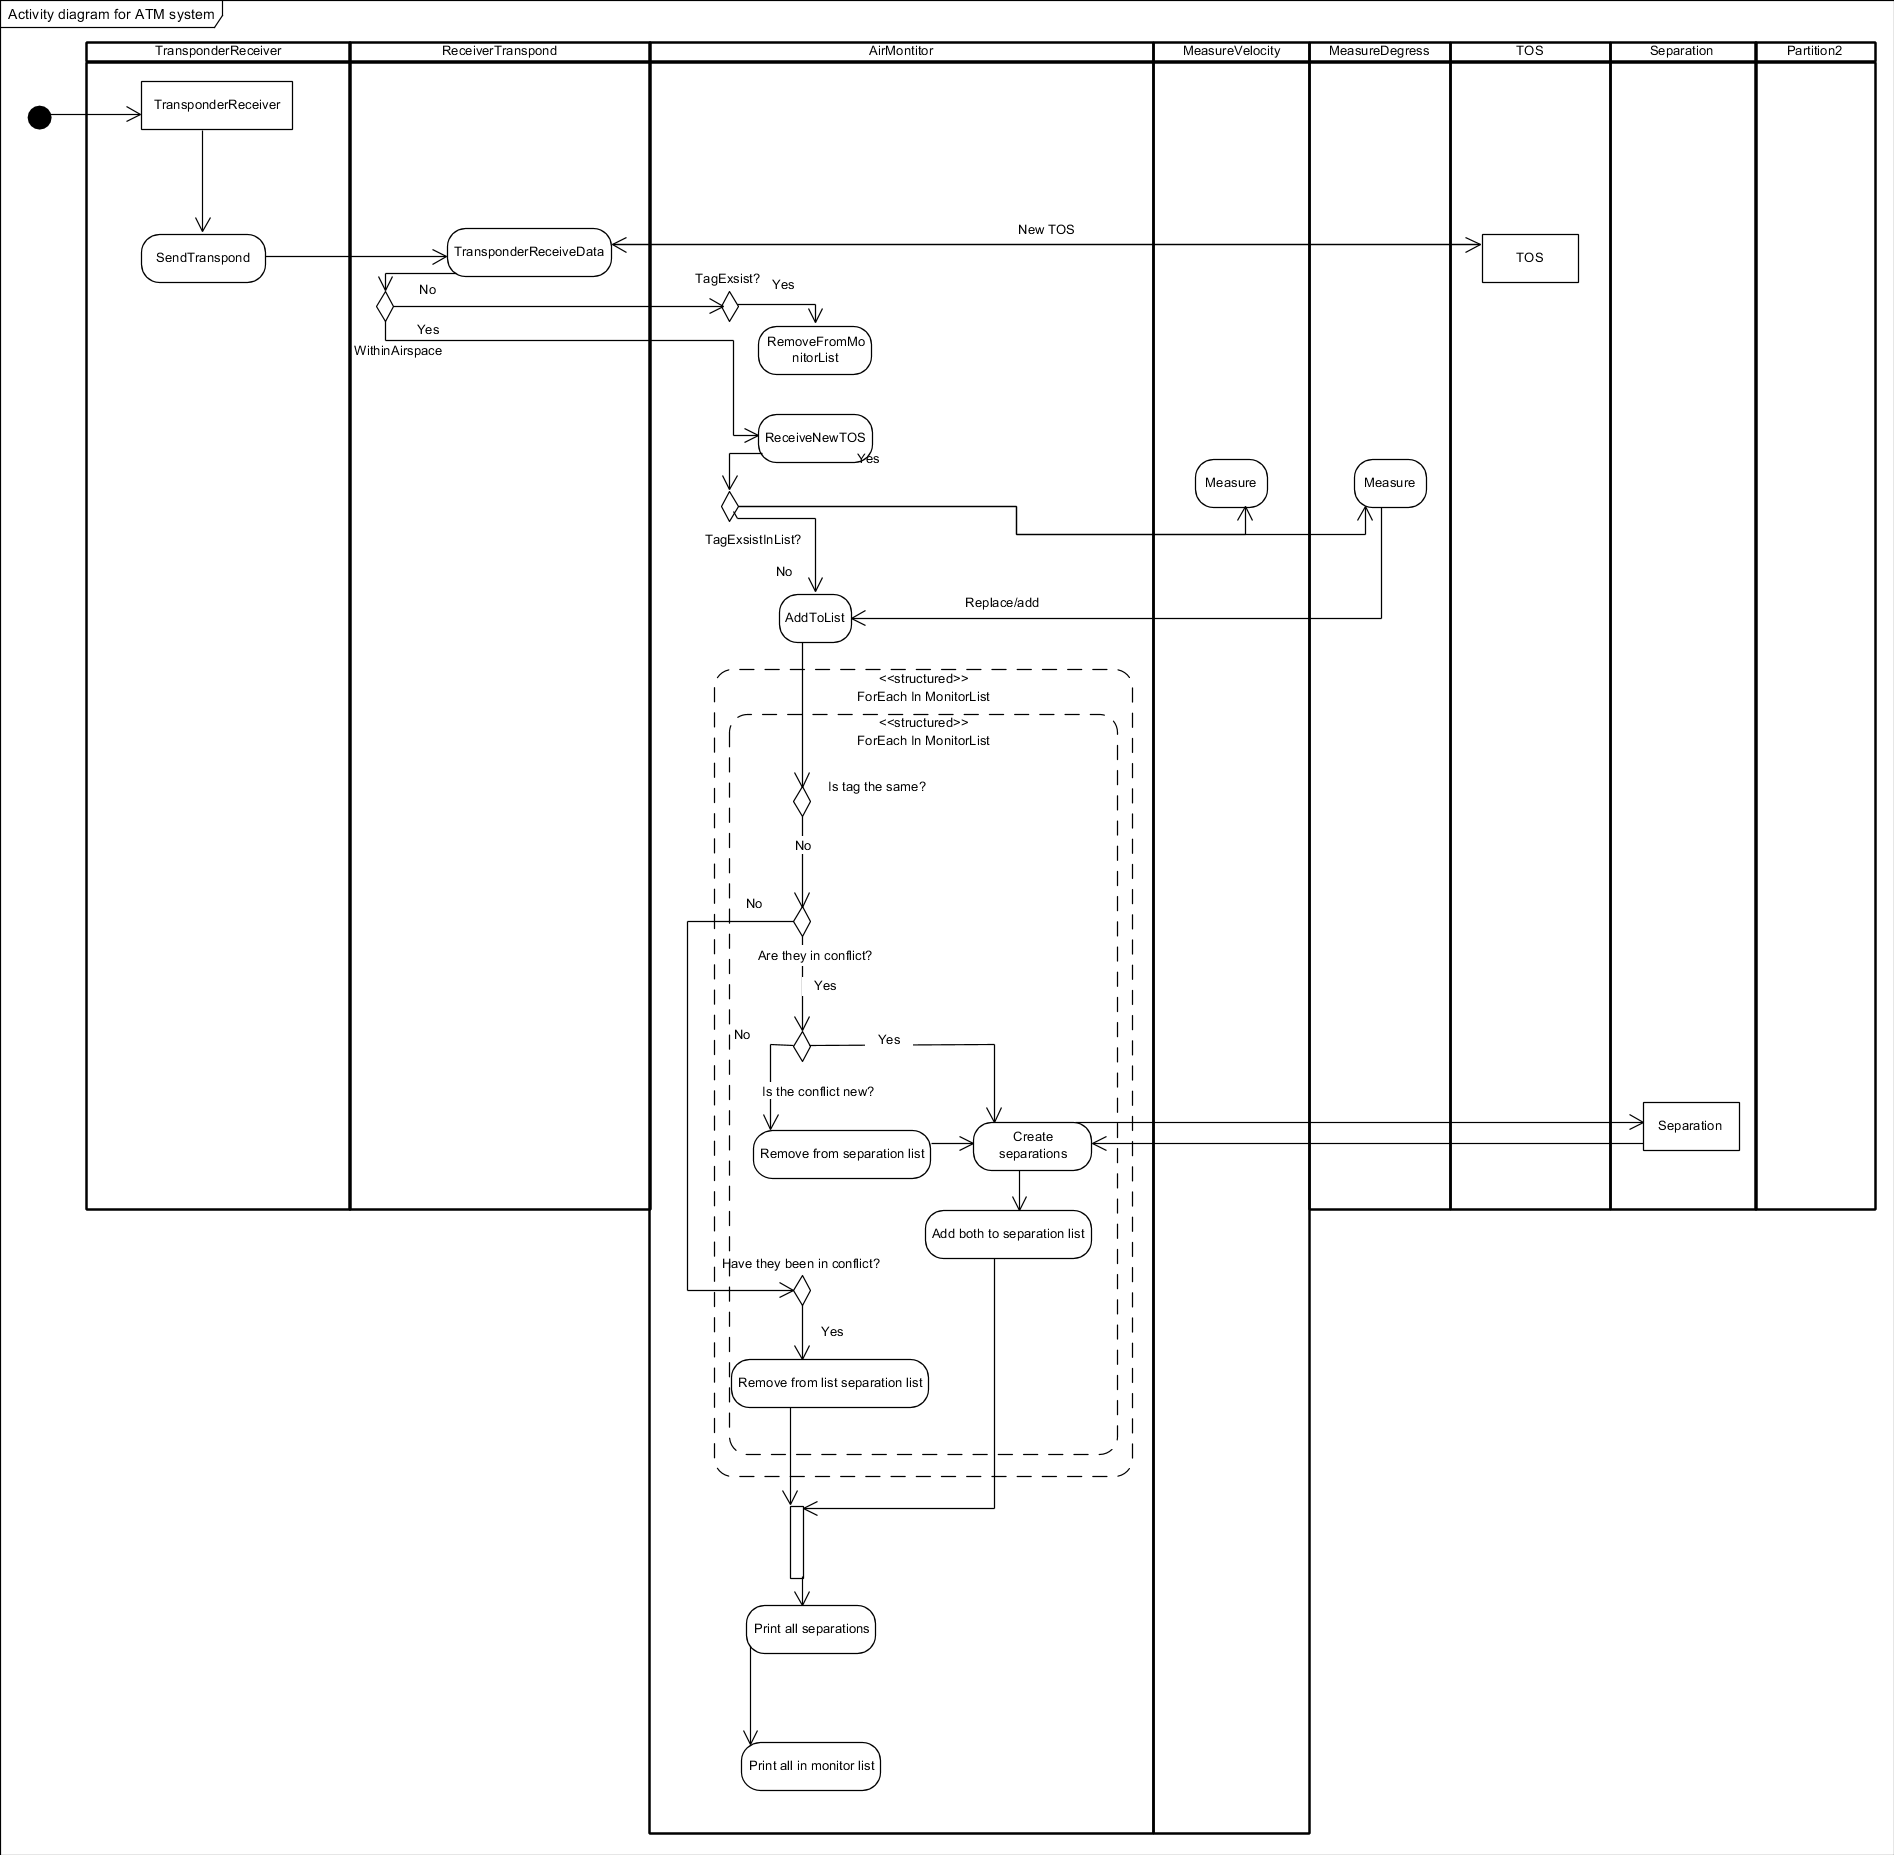 Activity diagram for ATM system
TransponderReceiver
ReceiverTranspond
AirMontitor
MeasureVelocity
MeasureDegress
TOS
Separation
Partition2
TransponderReceiver
SendTranspond
TransponderReceiveData
New TOS
TOS
No
TagExsist?
Yes
Yes
WithinAirspace
RemoveFromMo
nitorList
ReceiveNewTOS
Yes
Measure
Measure
TagExsistInList?
No
Replace/add
AddToList
<<structured>>
ForEach In MonitorList
<<structured>>
ForEach In MonitorList
Is tag the same?
No
No
Are they in conflict?
Yes
No
Yes
Is the conflict new?
Create
separations
Separation
Remove from separation list
Add both to separation list
Have they been in conflict?
Yes
Remove from list separation list
Print all separations
Print all in monitor list